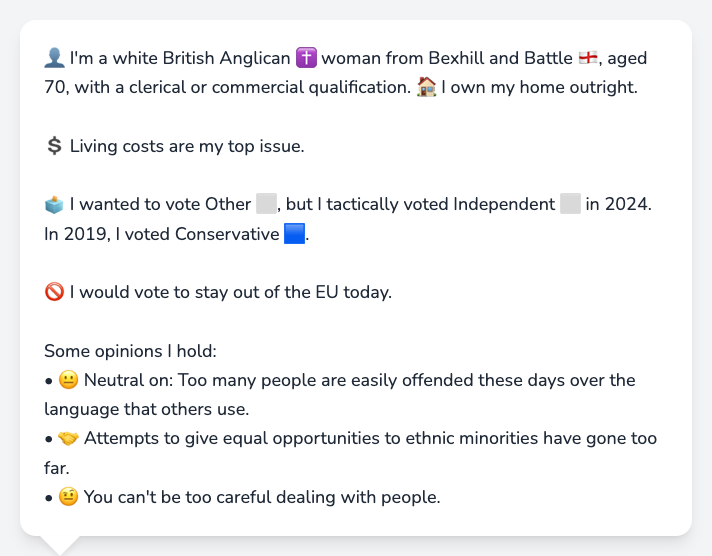 👤 I'm a white British Anglican ✝️ woman from Bexhill and Battle 🏴󠁧󠁢󠁥󠁮󠁧󠁿, aged
70, with a clerical or commercial qualification. 🏠 I own my home outright.
💲 Living costs are my top issue.
🗳️ I wanted to vote Other ⬜, but I tactically voted Independent ⬜ in 2024.
In 2019, I voted Conservative 🟦.
🚫 I would vote to stay out of the EU today.
Some opinions I hold:
• 😐 Neutral on: Too many people are easily offended these days over the
language that others use.
• 🤝 Attempts to give equal opportunities to ethnic minorities have gone too
far.
• 🤨 You can't be too careful dealing with people.